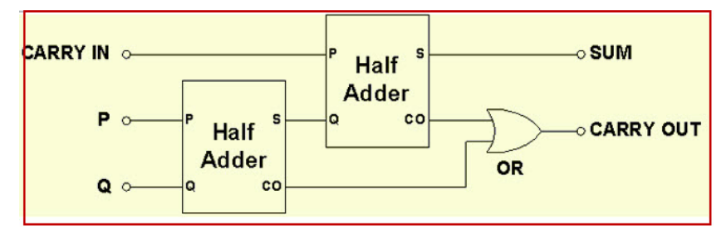 CARRY IN
P
S
SUM
Half
Adder
Q
CO
P
P
S
Half
Adder
Q
Q
CO
CARRY OUT
OR